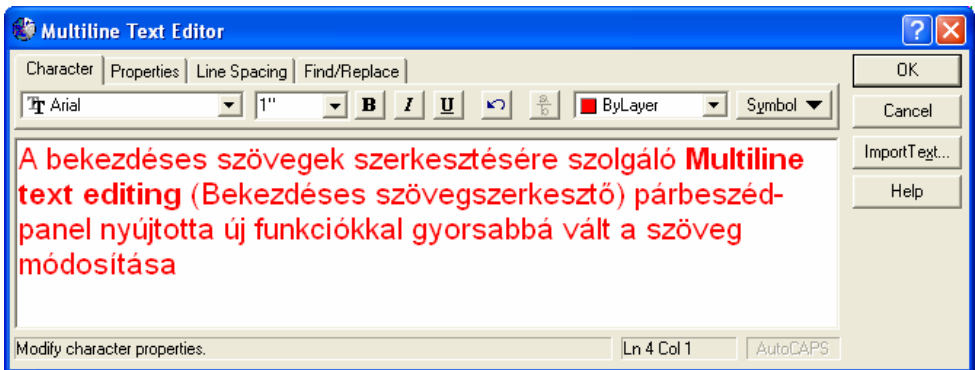 Multiline Text Editor
Character Properties Line Spacing Find/Replace
Arial 1" B I U a/b ByLayer Symbol
OK
Cancel
ImportText...
Help
A bekezdéses szövegek szerkesztésére szolgáló Multiline
text editing (Bekezdéses szövegszerkesztő) párbeszéd-
panel nyújtotta új funkciókkal gyorsabbá vált a szöveg
módosítása
Modify character properties. Ln 4 Col 1 AutoCAPS